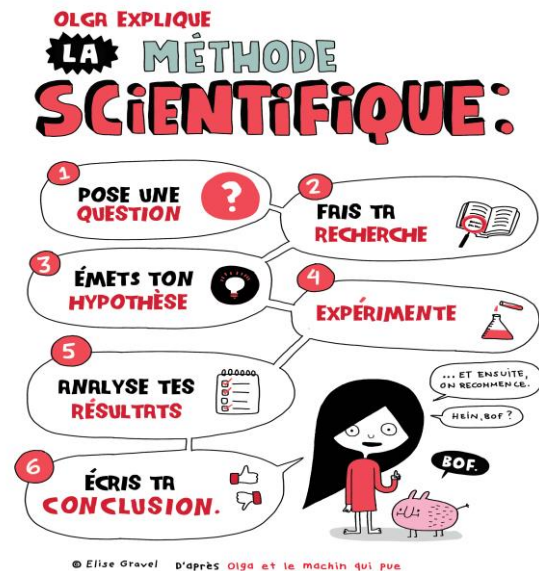 OLGA EXPLIQUE
LA MÉTHODE
SCiENTiFiQUE:
1
POSE UNE
QUESTION
?
2
FAIS TA
RECHERCHE
3
ÉMETS TON
HYPOTHÈSE
4
EXPÉRIMENTE
5
ANALYSE TES
RÉSULTATS
6
ÉCRIS TA
CONCLUSION.
... ET ENSUITE,
ON RECOMMENCE.
HEIN, BOF ?
BOF.
© Elise Gravel D'après Olga et le machin qui pue